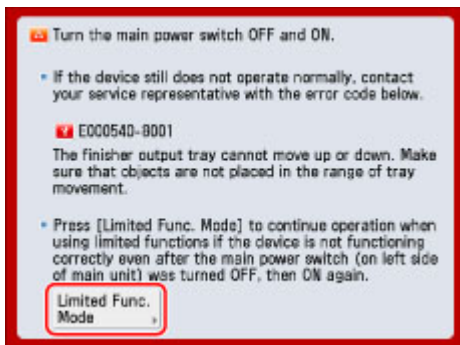 Turn the main power switch OFF and ON.
• If the device still does not operate normally, contact
your service representative with the error code below.
E000540-8001
The finisher output tray cannot move up or down. Make
sure that objects are not placed in the range of tray
movement.
• Press [Limited Func. Mode] to continue operation when
using limited functions if the device is not functioning
correctly even after the main power switch (on left side
of main unit) was turned OFF, then ON again.
Limited Func.
Mode